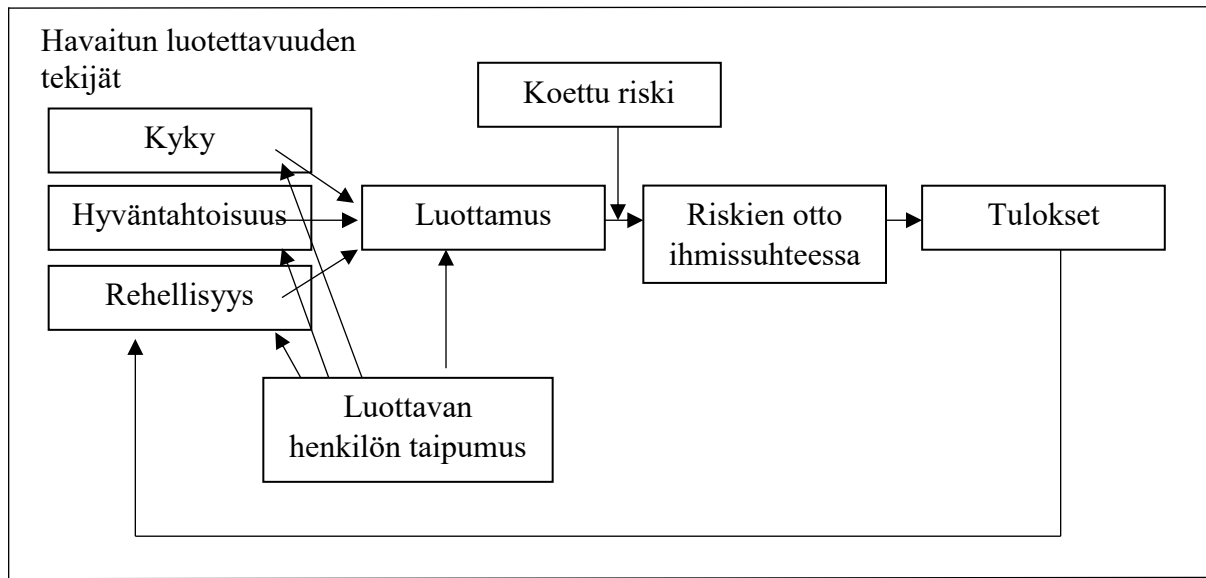 Havaitun luotettavuuden
tekijät
Koettu riski
Kyky
Hyväntahtoisuus
Luottamus
Riskien otto
ihmissuhteessa
Tulokset
Rehellisyys
Luottavan
henkilön taipumus